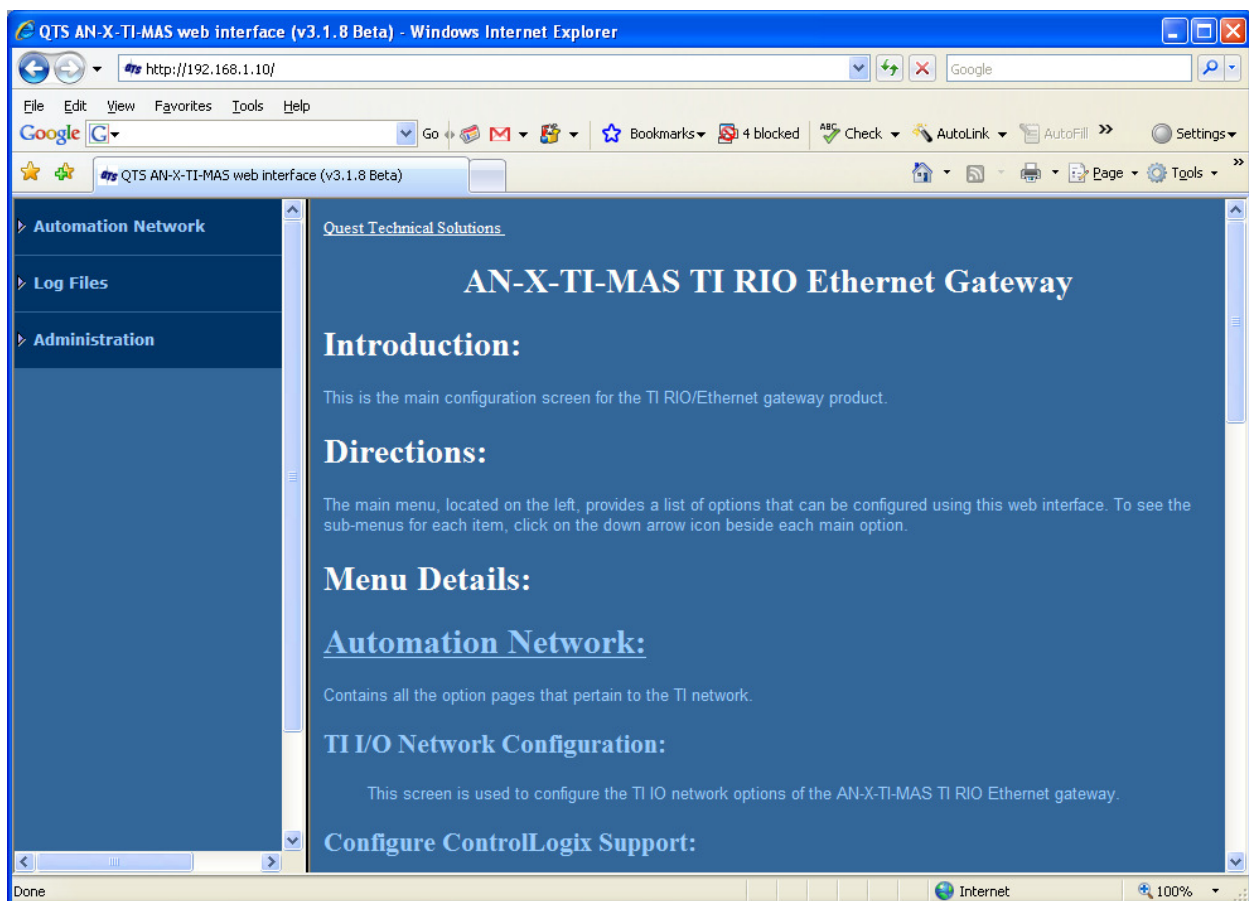 QTS AN-X-TI-MAS web interface (v3.1.8 Beta) - Windows Internet Explorer
http://192.168.1.10/
Google
File Edit View Favorites Tools Help
Google G Go Bookmarks 4 blocked ABC Check AutoLink AutoFill » Settings
QTS QTS AN-X-TI-MAS web interface (v3.1.8 Beta) Page Tools »
Automation Network
Log Files
Administration
Quest Technical Solutions
AN-X-TI-MAS TI RIO Ethernet Gateway
Introduction:
This is the main configuration screen for the TI RIO/Ethernet gateway product.
Directions:
The main menu, located on the left, provides a list of options that can be configured using this web interface. To see the
sub-menus for each item, click on the down arrow icon beside each main option.
Menu Details:
Automation Network:
Contains all the option pages that pertain to the TI network.
TI I/O Network Configuration:
This screen is used to configure the TI IO network options of the AN-X-TI-MAS TI RIO Ethernet gateway.
Configure ControlLogix Support:
Done Internet 100%